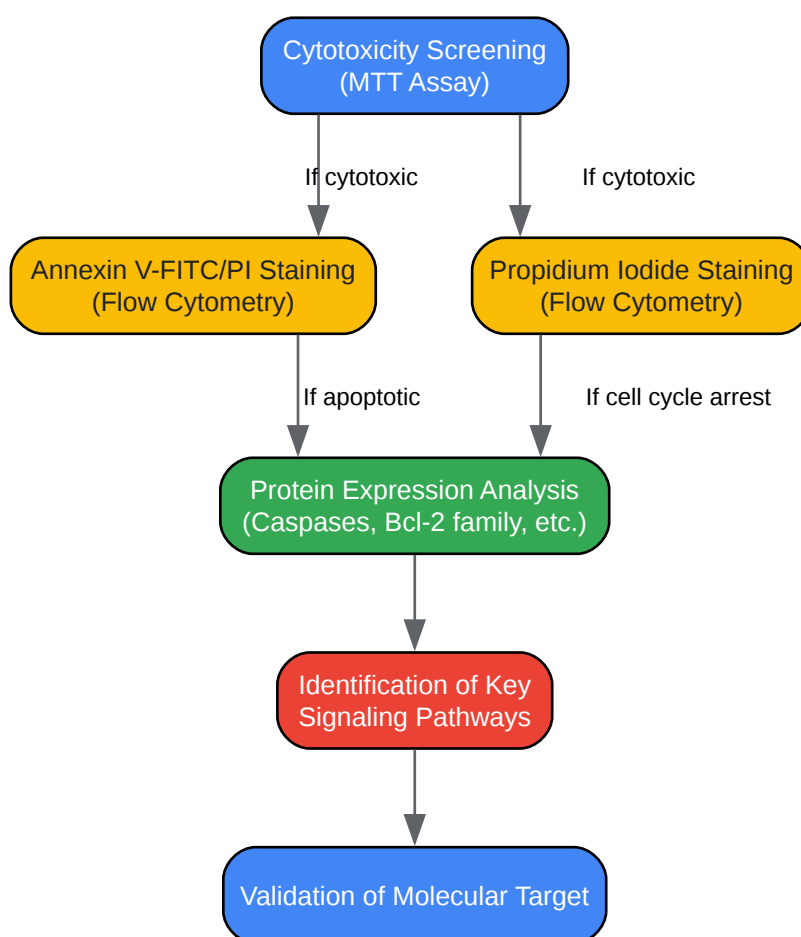 Cytotoxicity Screening
(MTT Assay)
If cytotoxic
If cytotoxic
Annexin V-FITC/PI Staining
(Flow Cytometry)
Propidium Iodide Staining
(Flow Cytometry)
If apoptotic
If cell cycle arrest
Protein Expression Analysis
(Caspases, Bcl-2 family, etc.)
Identification of Key
Signaling Pathways
Validation of Molecular Target